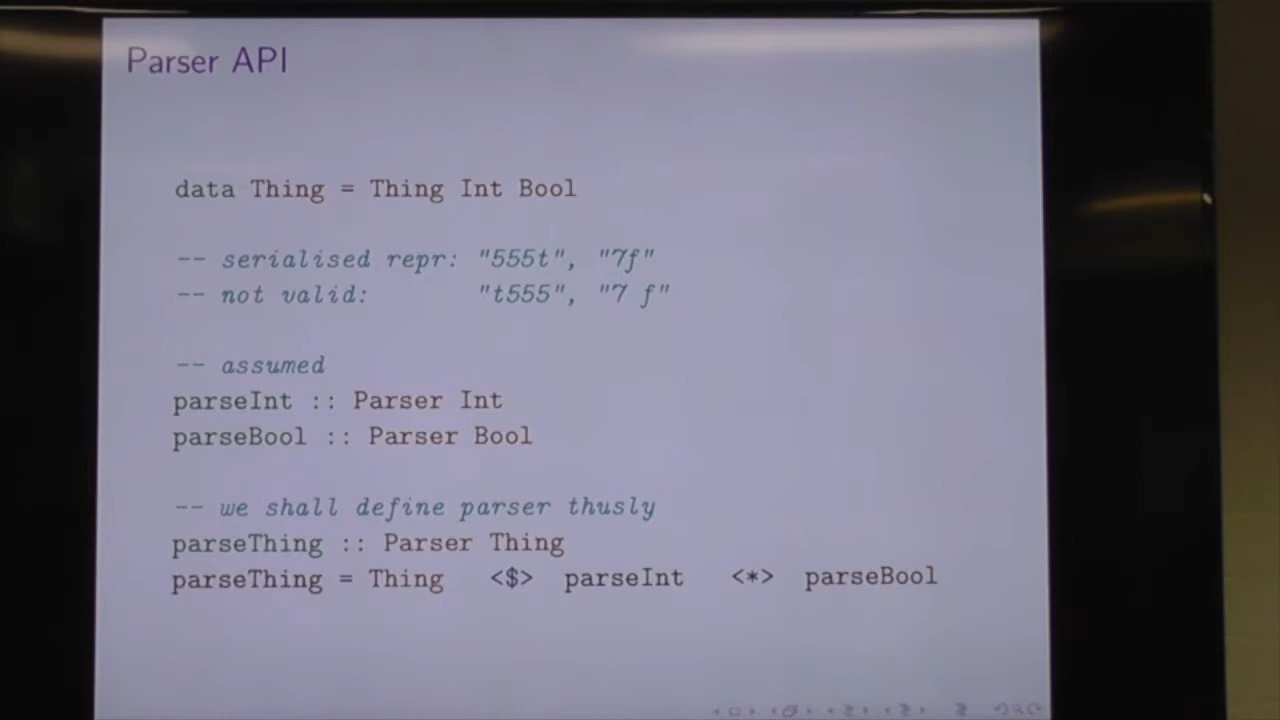 Parser API
data Thing = Thing Int Bool
-- serialised repr: "555t", "7f"
-- not valid: "t555", "7 f"
-- assumed
parseInt :: Parser Int
parseBool :: Parser Bool
-- we shall define parser thusly
parseThing :: Parser Thing
parseThing = Thing <$> parseInt <*> parseBool